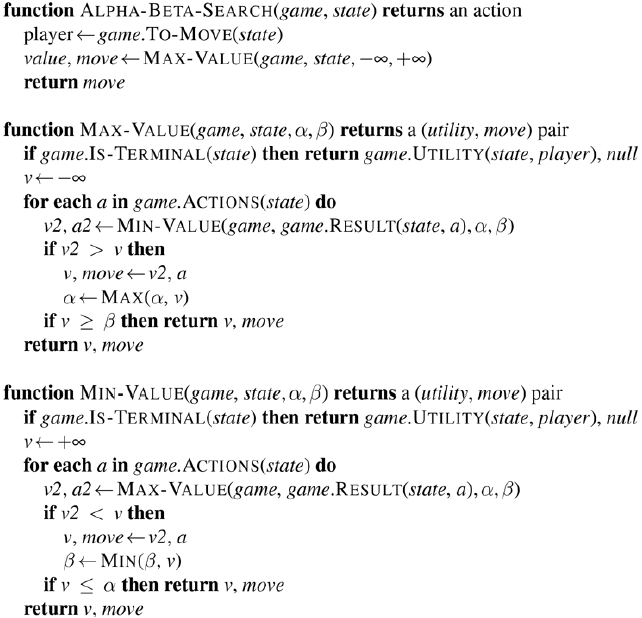 function ALPHA-BETA-SEARCH(game, state) returns an action
player←game.TO-MOVE(state)
value, move←MAX-VALUE(game, state, −∞, +∞)
return move
function MAX-VALUE(game, state, α, β) returns a (utility, move) pair
if game.IS-TERMINAL(state) then return game.UTILITY(state, player), null
v←−∞
for each a in game.ACTIONS(state) do
v2, a2←MIN-VALUE(game, game.RESULT(state, a), α, β)
if v2 > v then
v, move←v2, a
α←MAX(α, v)
if v ≥ β then return v, move
return v, move
function MIN-VALUE(game, state, α, β) returns a (utility, move) pair
if game.IS-TERMINAL(state) then return game.UTILITY(state, player), null
v←+∞
for each a in game.ACTIONS(state) do
v2, a2←MAX-VALUE(game, game.RESULT(state, a), α, β)
if v2 < v then
v, move←v2, a
β←MIN(β, v)
if v ≤ α then return v, move
return v, move